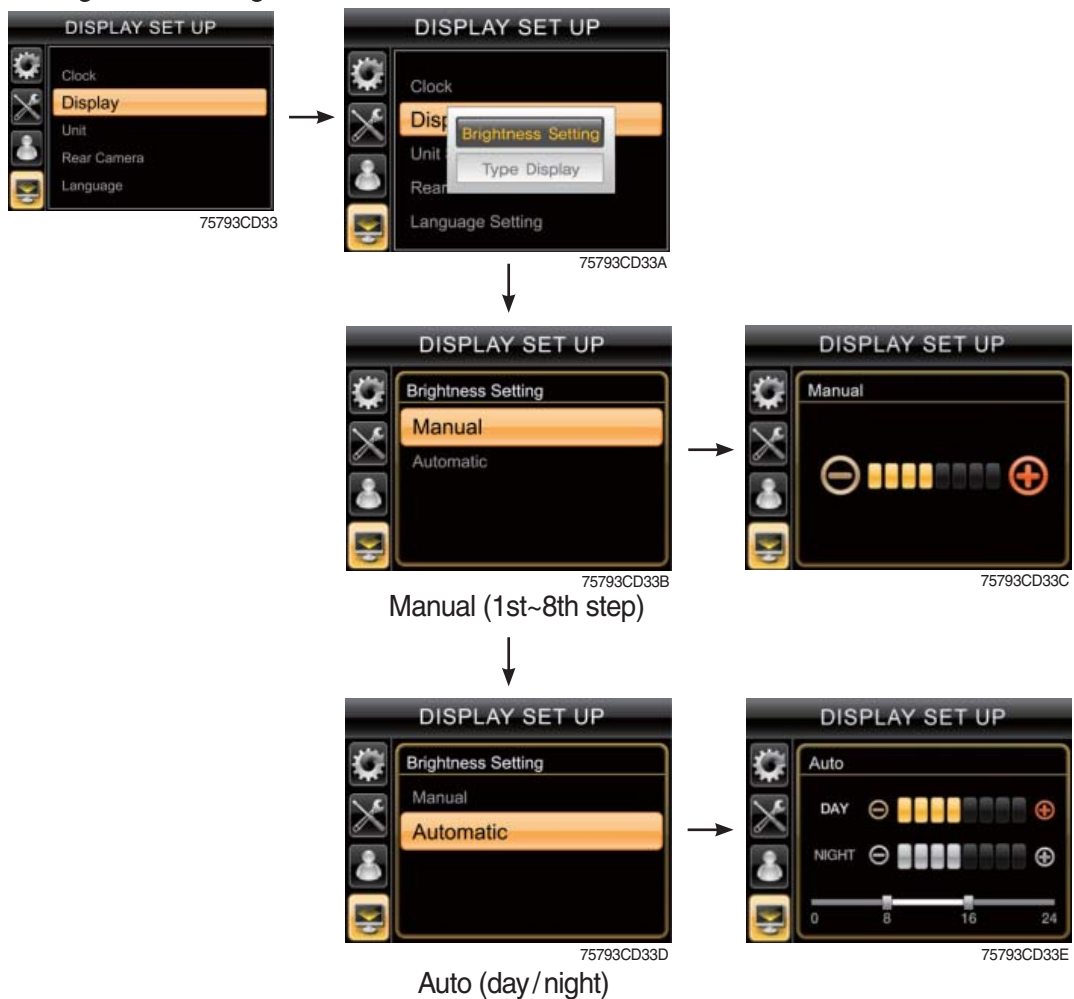 DISPLAY SET UP
Clock
Display
Unit
Rear Camera
Language
75793CD33
DISPLAY SET UP
Clock
Disp
Brightness Setting
Unit
Type Display
Rear
Language Setting
75793CD33A
DISPLAY SET UP
Brightness Setting
Manual
Automatic
75793CD33B
Manual (1st~8th step)
DISPLAY SET UP
Manual
75793CD33C
DISPLAY SET UP
Brightness Setting
Manual
Automatic
75793CD33D
Auto (day/night)
DISPLAY SET UP
Auto
DAY
NIGHT
0 8 16 24
75793CD33E